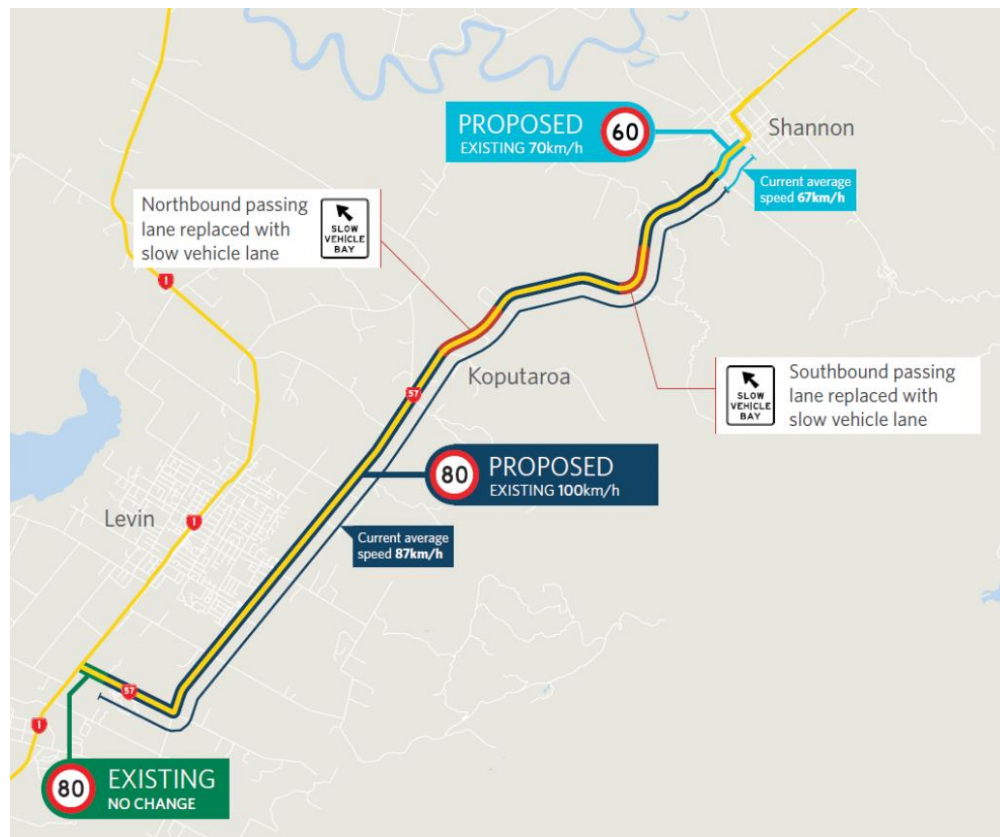 PROPOSED
EXISTING 70km/h
60
Shannon
Current average
speed 67km/h
Northbound passing
lane replaced with
slow vehicle lane
SLOW
VEHICLE
BAY
1
Koputaroa
57
SLOW
VEHICLE
BAY
Southbound passing
lane replaced with
slow vehicle lane
80
PROPOSED
EXISTING 100km/h
Levin
1
Current average
speed 87km/h
57
1
80
EXISTING
NO CHANGE